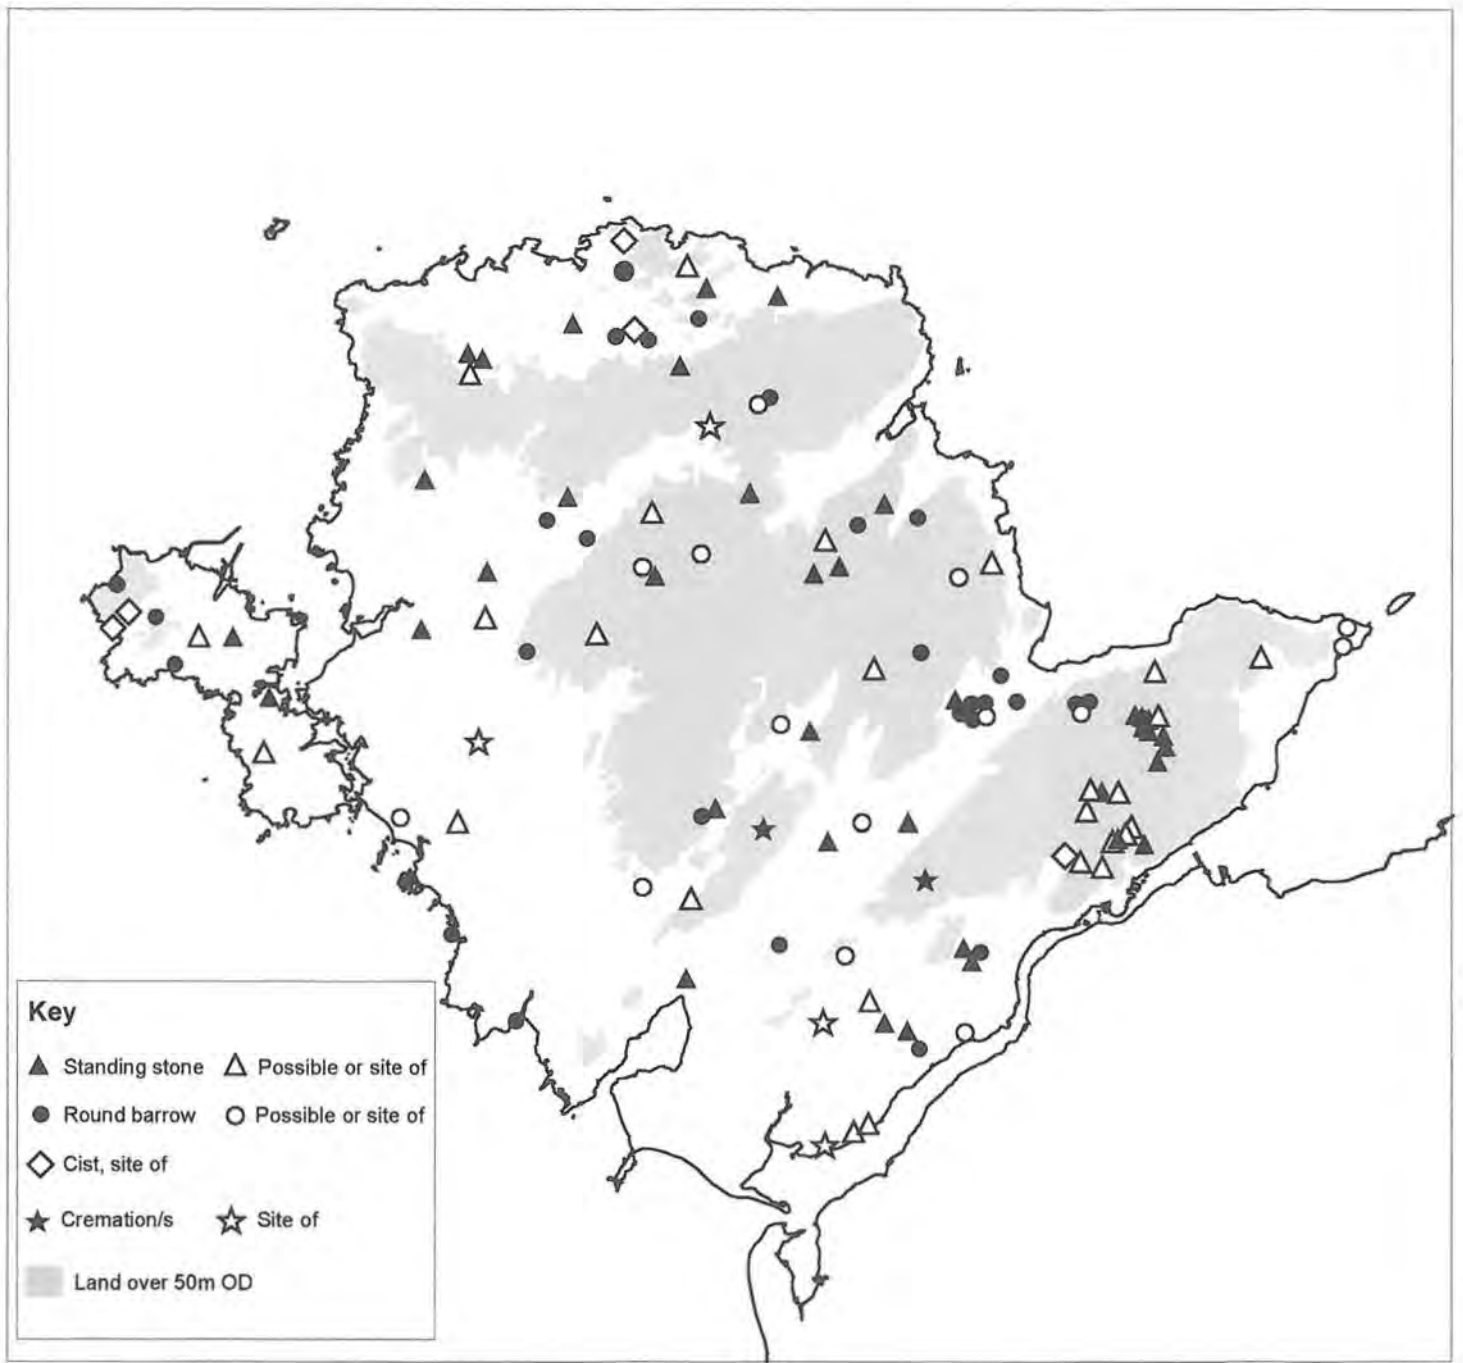 Key
Standing stone Possible or site of
Round barrow Possible or site of
Cist, site of
Cremation/s Site of
Land over 50m OD